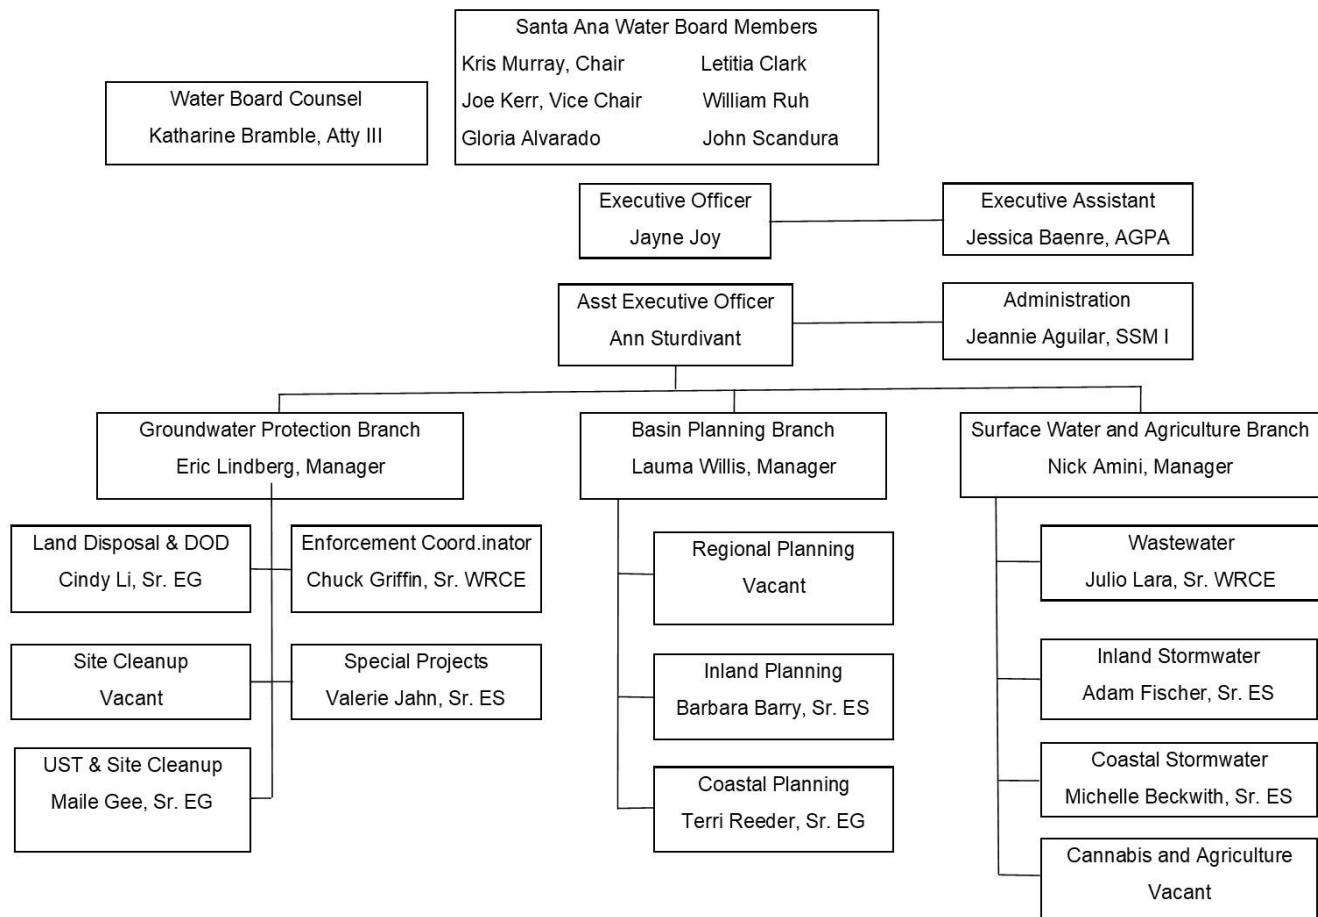 Santa Ana Water Board Members
Kris Murray, Chair
Letitia Clark
Joe Kerr, Vice Chair
William Ruh
Gloria Alvarado
John Scandura
Water Board Counsel
Katharine Bramble, Atty III
Executive Officer
Jayne Joy
Executive Assistant
Jessica Baenre, AGPA
Asst Executive Officer
Ann Sturdivant
Administration
Jeannie Aguilar, SSM I
Groundwater Protection Branch
Eric Lindberg, Manager
Basin Planning Branch
Lauma Willis, Manager
Surface Water and Agriculture Branch
Nick Amini, Manager
Land Disposal & DOD
Cindy Li, Sr. EG
Enforcement Coord.inator
Chuck Griffin, Sr. WRCE
Site Cleanup
Vacant
Special Projects
Valerie Jahn, Sr. ES
UST & Site Cleanup
Maile Gee, Sr. EG
Regional Planning
Vacant
Inland Planning
Barbara Barry, Sr. ES
Coastal Planning
Terri Reeder, Sr. EG
Wastewater
Julio Lara, Sr. WRCE
Inland Stormwater
Adam Fischer, Sr. ES
Coastal Stormwater
Michelle Beckwith, Sr. ES
Cannabis and Agriculture
Vacant